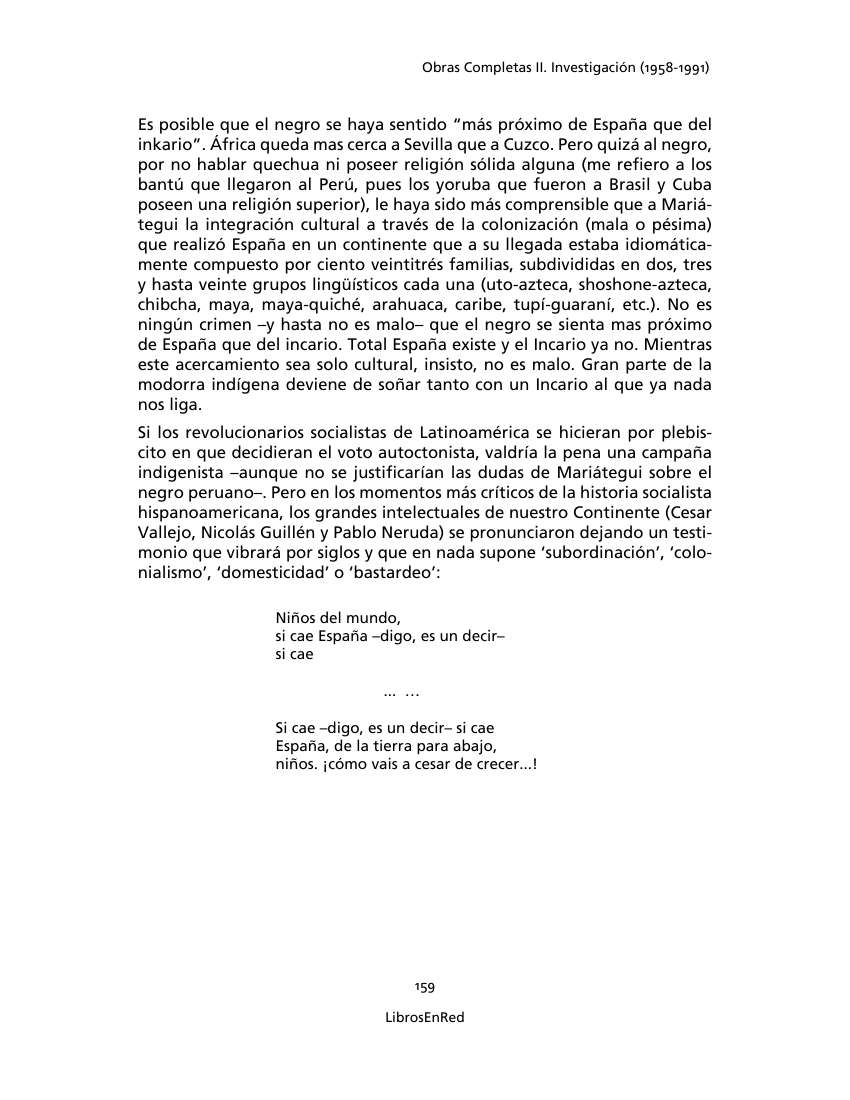 Obras Completas II. Investigación (1958-1991)
Es posible que el negro se haya sentido “más próximo de España que del
inkario”. África queda mas cerca a Sevilla que a Cuzco. Pero quizá al negro,
por no hablar quechua ni poseer religión sólida alguna (me refiero a los
bantú que llegaron al Perú, pues los yoruba que fueron a Brasil y Cuba
poseen una religión superior), le haya sido más comprensible que a Mariá-
tegui la integración cultural a través de la colonización (mala o pésima)
que realizó España en un continente que a su llegada estaba idiomática-
mente compuesto por ciento veintitrés familias, subdivididas en dos, tres
y hasta veinte grupos lingüísticos cada una (uto-azteca, shoshone-azteca,
chibcha, maya, maya-quiché, arahuaca, caribe, tupí-guaraní, etc.). No es
ningún crimen –y hasta no es malo– que el negro se sienta mas próximo
de España que del incario. Total España existe y el Incario ya no. Mientras
este acercamiento sea solo cultural, insisto, no es malo. Gran parte de la
modorra indígena deviene de soñar tanto con un Incario al que ya nada
nos liga.
Si los revolucionarios socialistas de Latinoamérica se hicieran por plebis-
cito en que decidieran el voto autoctonista, valdría la pena una campaña
indigenista –aunque no se justificarían las dudas de Mariátegui sobre el
negro peruano–. Pero en los momentos más críticos de la historia socialista
hispanoamericana, los grandes intelectuales de nuestro Continente (Cesar
Vallejo, Nicolás Guillén y Pablo Neruda) se pronunciaron dejando un testi-
monio que vibrará por siglos y que en nada supone ‘subordinación’, ‘colo-
nialismo’, ‘domesticidad’ o ‘bastardeo’:
Niños del mundo,
si cae España –digo, es un decir–
si cae
... ...
Si cae –digo, es un decir– si cae
España, de la tierra para abajo,
niños. ¡cómo vais a cesar de crecer...!
159
LibrosEnRed